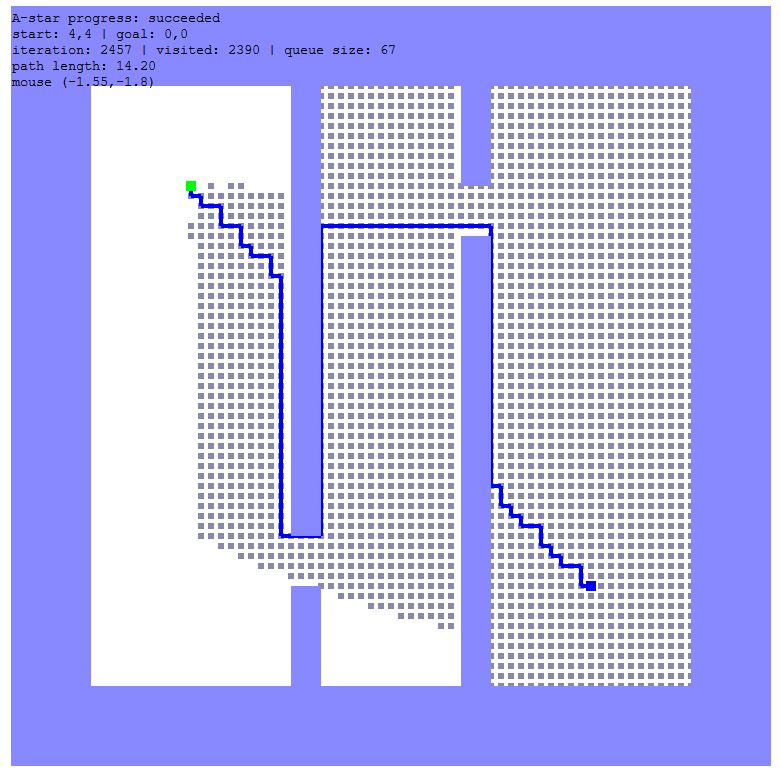 A-star progress: succeeded
start: 4,4 | goal: 0,0
iteration: 2457 | visited: 2390 | queue size: 67
path length: 14.20
mouse (-1.55,-1.8)